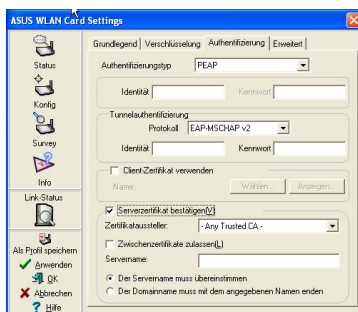 ASUS WLAN Card Settings
Status
Konfig
Survey
Info
Link-Status
Als Profil speichern
Anwenden
OK
Abbrechen
Hilfe
Grundlegend Verschlüsselung Authentifizierung Erweitert
Authentifizierungstyp PEAP
Identität Kennwort
Tunnelauthentifizierung
Protokoll EAP-MSCHAP v2
Identität Kennwort
Client-Zertifikat verwenden
Name: Wählen... Anzeigen...
Serverzertifikat bestätigen(V)
Zertifikataussteller: - Any Trusted CA -
Zwischenzertifikate zulassen(L)
Servername:
Der Servername muss übereinstimmen
Der Domainname muss mit dem angegebenen Namen enden